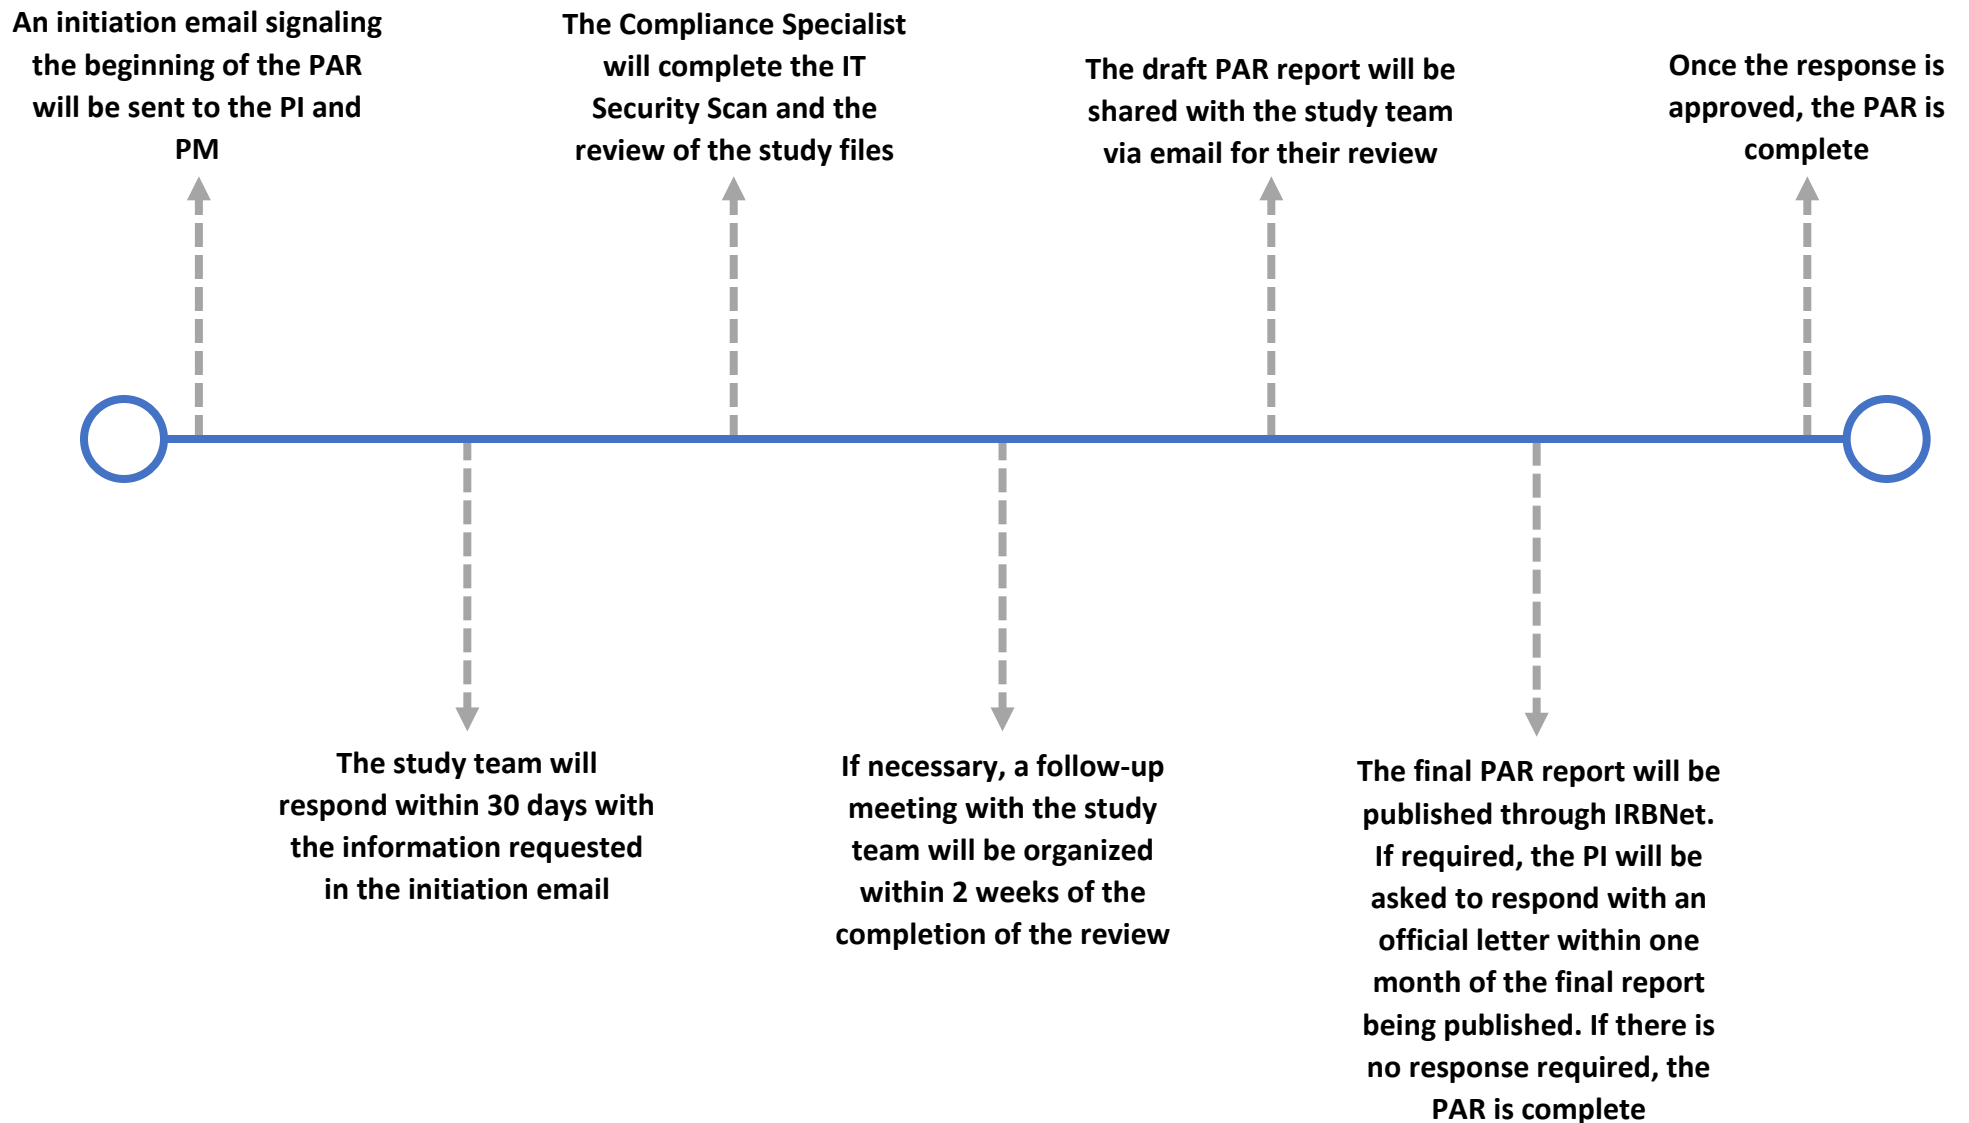 An initiation email signaling
the beginning of the PAR
will be sent to the PI and
PM
The study team will
respond within 30 days with
the information requested
in the initiation email
The Compliance Specialist
will complete the IT
Security Scan and the
review of the study files
If necessary, a follow-up
meeting with the study
team will be organized
within 2 weeks of the
completion of the review
The draft PAR report will be
shared with the study team
via email for their review
The final PAR report will be
published through IRBNet.
If required, the PI will be
asked to respond with an
official letter within one
month of the final report
being published. If there is
no response required, the
PAR is complete
Once the response is
approved, the PAR is
complete